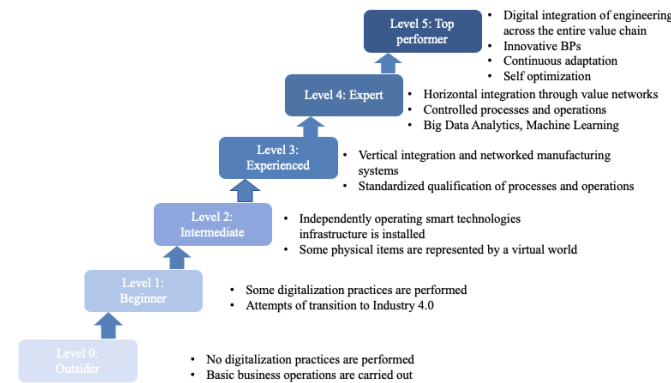 Level 5: Top
performer
• Digital integration of engineering
across the entire value chain
• Innovative BPs
• Continuous adaptation
• Self optimization
Level 4: Expert
• Horizontal integration through value networks
• Controlled processes and operations
• Big Data Analytics, Machine Learning
Level 3:
Experienced
• Vertical integration and networked manufacturing
systems
• Standardized qualification of processes and operations
Level 2:
Intermediate
• Independently operating smart technologies
infrastructure is installed
• Some physical items are represented by a virtual world
Level 1:
Beginner
• Some digitalization practices are performed
• Attempts of transition to Industry 4.0
Level 0:
Outsider
• No digitalization practices are performed
• Basic business operations are carried out